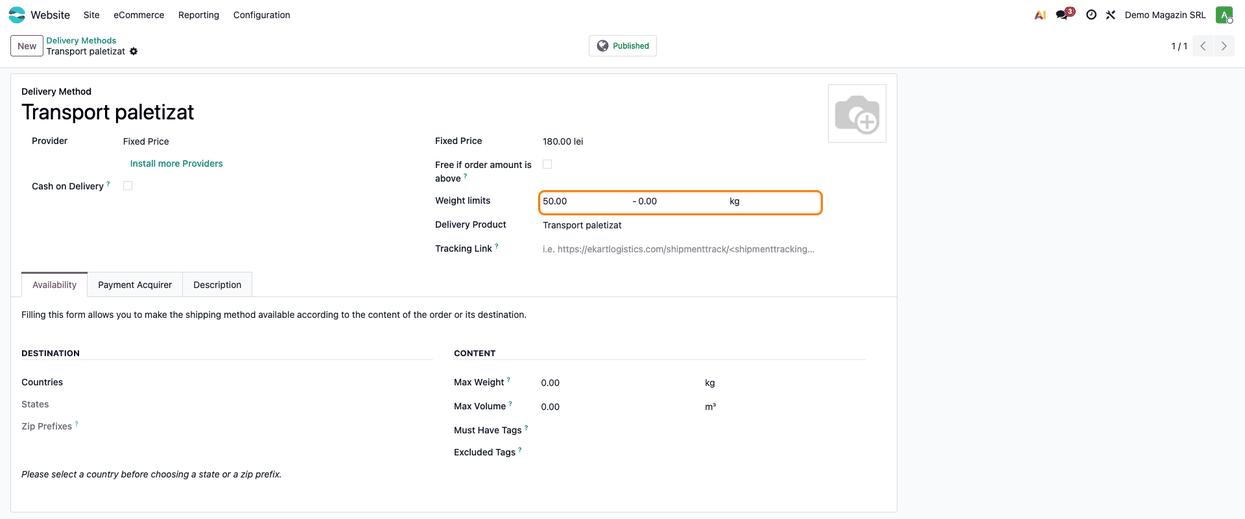 Website Site eCommerce Reporting Configuration
AI 3 Demo Magazin SRL A
New Delivery Methods
Transport paletizat
Published
1 / 1
Delivery Method
Transport paletizat
Provider Fixed Price
Install more Providers
Cash on Delivery ?
Fixed Price 180.00 lei
Free if order amount is
above ?
Weight limits 50.00 - 0.00 kg
Delivery Product Transport paletizat
Tracking Link ? i.e. https://ekartlogistics.com/shipmenttrack/<shipmenttracking...
Availability Payment Acquirer Description
Filling this form allows you to make the shipping method available according to the content of the order or its destination.
DESTINATION
Countries
States
Zip Prefixes ?
Please select a country before choosing a state or a zip prefix.
CONTENT
Max Weight ? 0.00 kg
Max Volume ? 0.00 m³
Must Have Tags ?
Excluded Tags ?